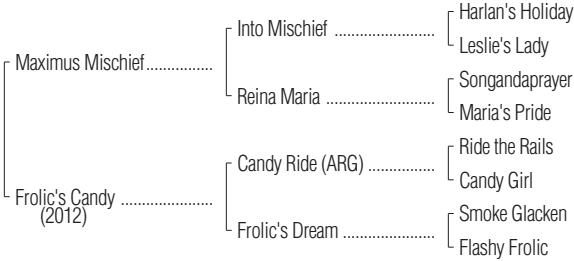 Harlan's Holiday
Into Mischief ......................
Leslie's Lady
Maximus Mischief...............
Songandaprayer
Reina Maria ........................
Maria's Pride
Ride the Rails
Candy Ride (ARG) ...............
Candy Girl
Frolic's Candy .....................
(2012)
Smoke Glacken
Frolic's Dream .....................
Flashy Frolic